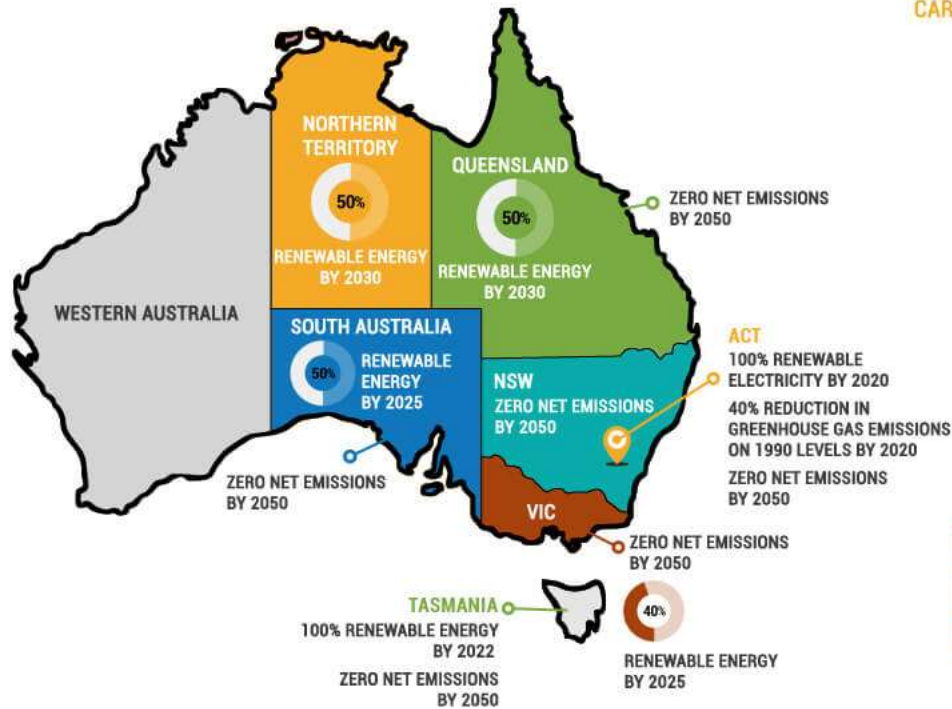 CAR
NORTHERN
TERRITORY
50%
RENEWABLE ENERGY
BY 2030
QUEENSLAND
50%
RENEWABLE ENERGY
BY 2030
ZERO NET EMISSIONS
BY 2050
WESTERN AUSTRALIA
SOUTH AUSTRALIA
50%
RENEWABLE
ENERGY
BY 2025
ZERO NET EMISSIONS
BY 2050
NSW
ZERO NET EMISSIONS
BY 2050
ACT
100% RENEWABLE
ELECTRICITY BY 2020
40% REDUCTION IN
GREENHOUSE GAS EMISSIONS
ON 1990 LEVELS BY 2020
ZERO NET EMISSIONS
BY 2050
VIC
ZERO NET EMISSIONS
BY 2050
40%
RENEWABLE ENERGY
BY 2025
TASMANIA
100% RENEWABLE ENERGY
BY 2022
ZERO NET EMISSIONS
BY 2050